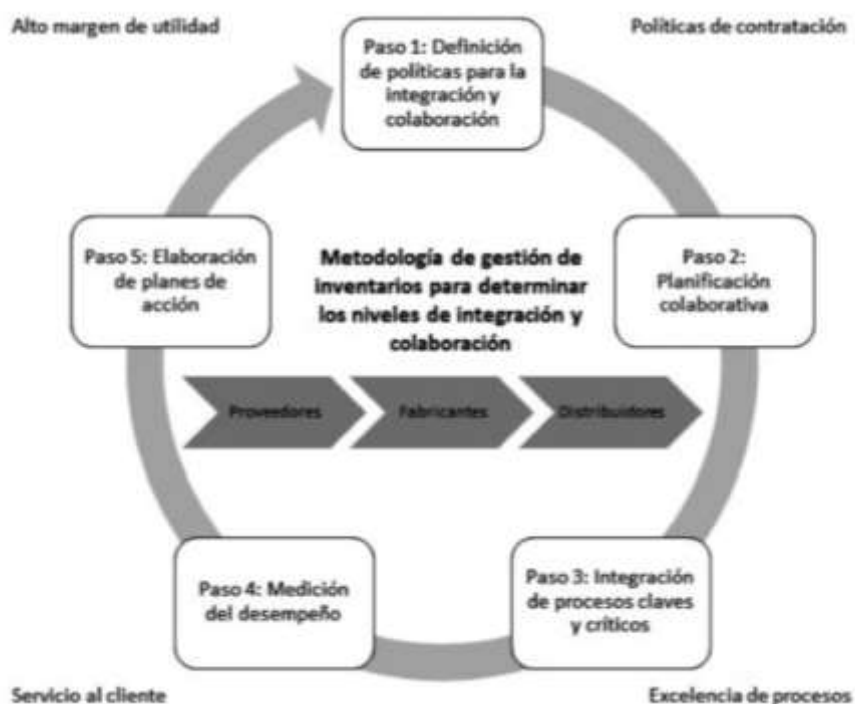 Alto margen de utilidad
Políticas de contratación
Paso 1: Definición
de políticas para la
integración y
colaboración
Paso 5: Elaboración
de planes de
acción
Metodología de gestión de
inventarios para determinar
los niveles de integración y
colaboración
Paso 2:
Planificación
colaborativa
Proveedores
Fabricantes
Distribuidores
Paso 4: Medición
del desempeño
Paso 3: Integración
de procesos claves
y críticos
Servicio al cliente
Excelencia de procesos